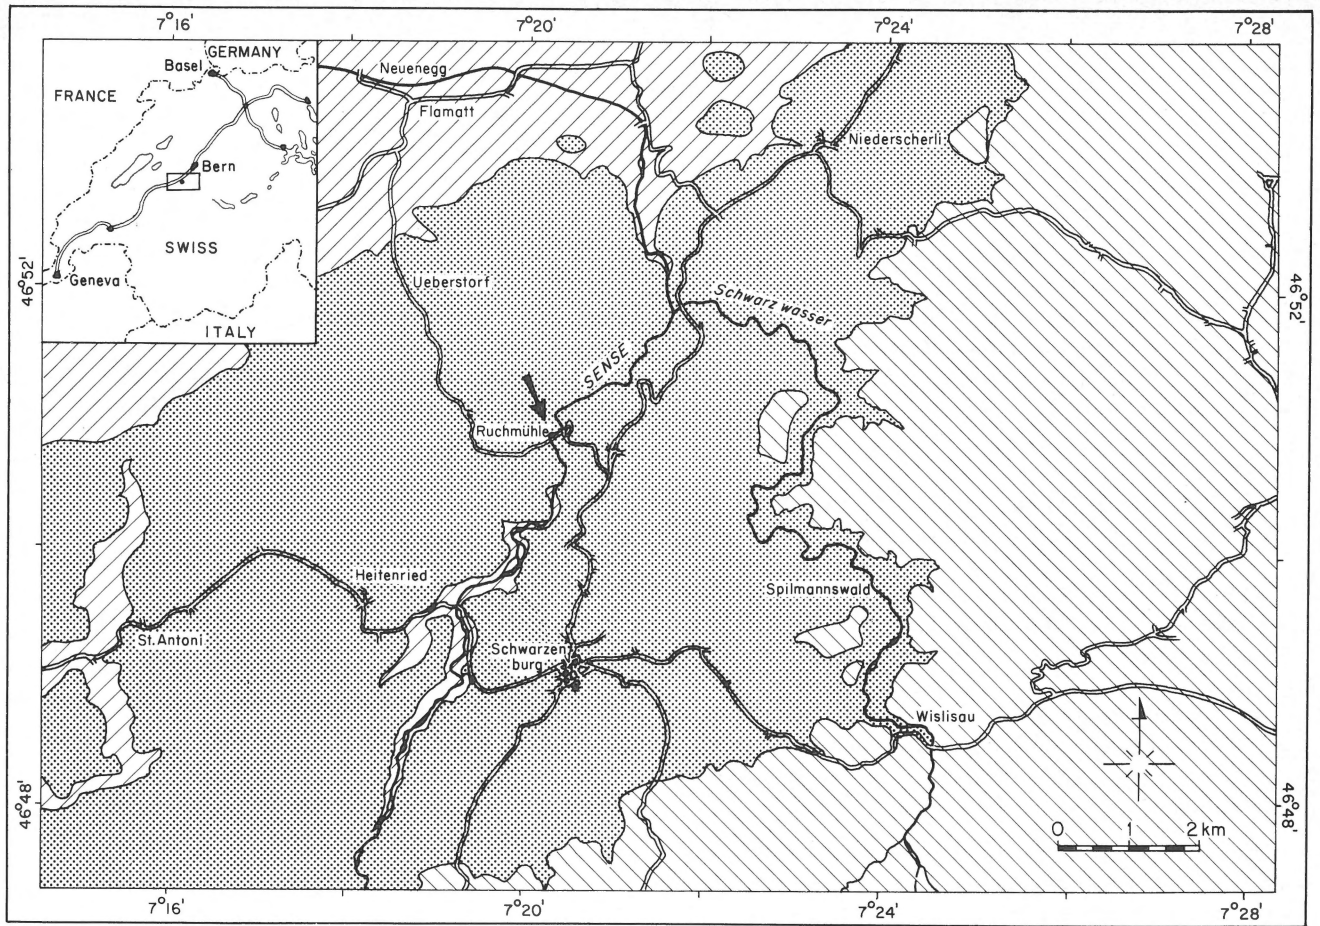 7°16'
7°20'
7°24'
7°28'
GERMANY
Basel
FRANCE
Bern
SWISS
Geneva
ITALY
Neuenegg
Flamatt
Niederscherli
46°52'
46°52'
Ueberstorf
Schwarzwasser
SENSE
Ruchmühle
Heitenried
Spilmannswald
St. Antoni
Schwarzen
burg
Wislisau
46°48'
46°48'
0 1 2 km
7°16'
7°20'
7°24'
7°28'